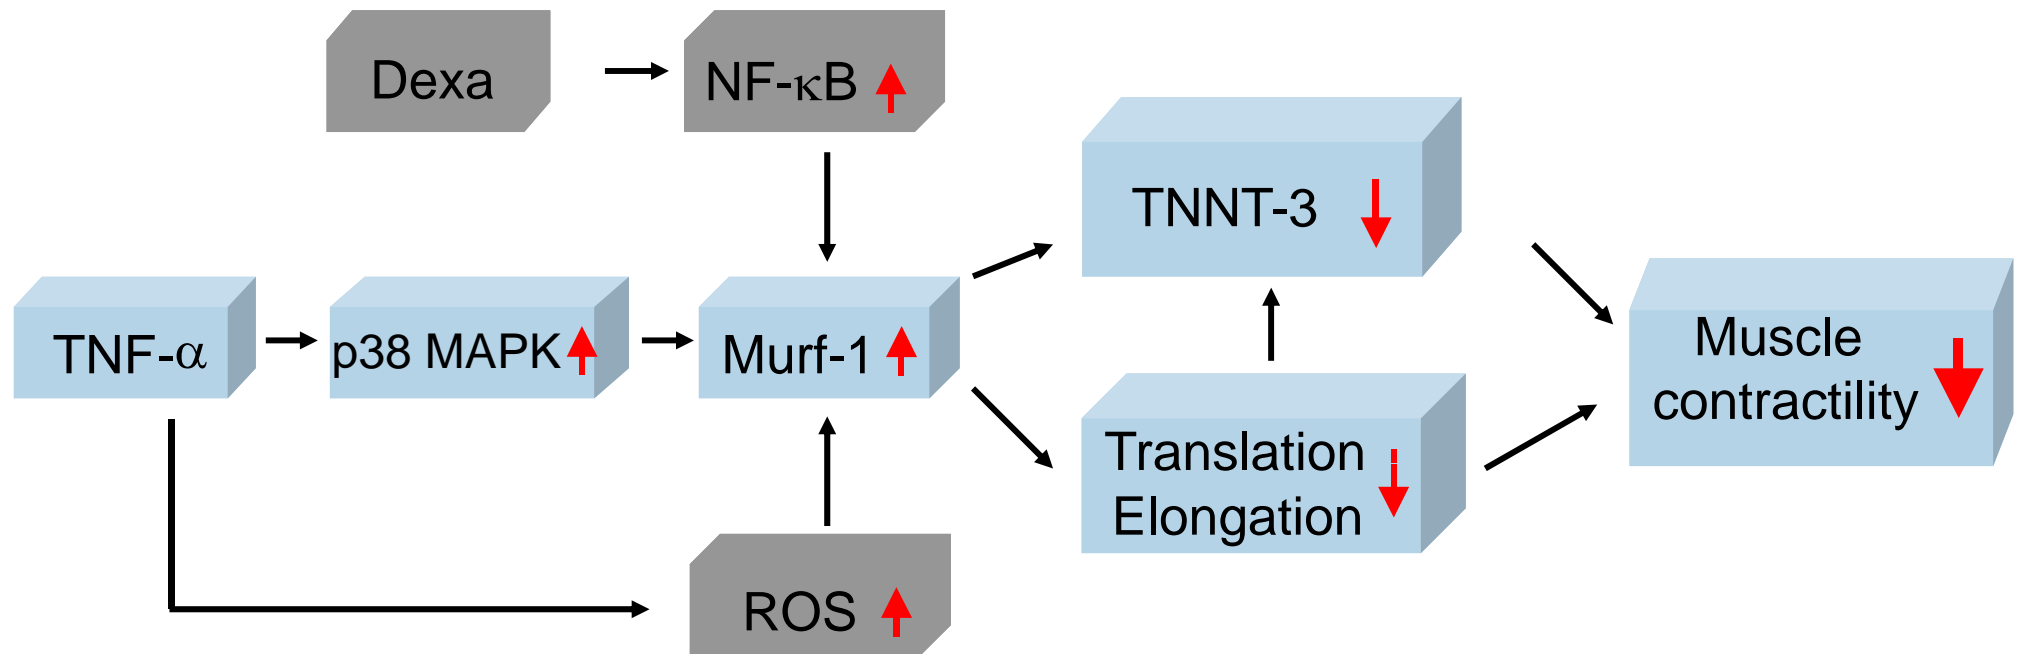 Dexa
NF-κB
TNNT-3
TNF-α
p38 MAPK
Murf-1
Muscle
contractility
Translation
Elongation
ROS